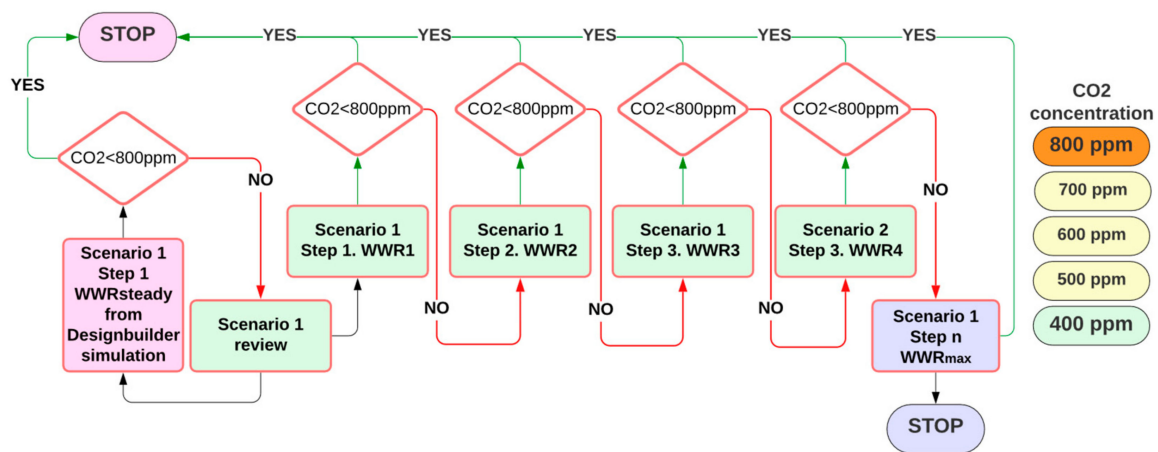 STOP
YES
YES
YES
YES
YES
YES
CO2<800ppm
CO2<800ppm
CO2<800ppm
CO2<800ppm
CO2<800ppm
NO
NO
NO
NO
NO
Scenario 1
Step 1
WWRsteady
from
Designbuilder
simulation
Scenario 1
review
Scenario 1
Step 1. WWR1
Scenario 1
Step 2. WWR2
Scenario 1
Step 3. WWR3
Scenario 2
Step 3. WWR4
Scenario 1
Step n
WWRmax
STOP
CO2
concentration
800 ppm
700 ppm
600 ppm
500 ppm
400 ppm